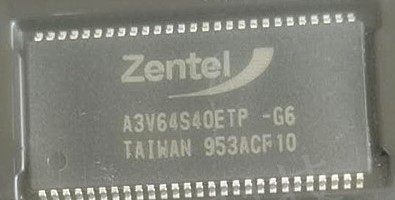 Zentel
A3V64S40ETP -G6
TAIWAN 953ACF10